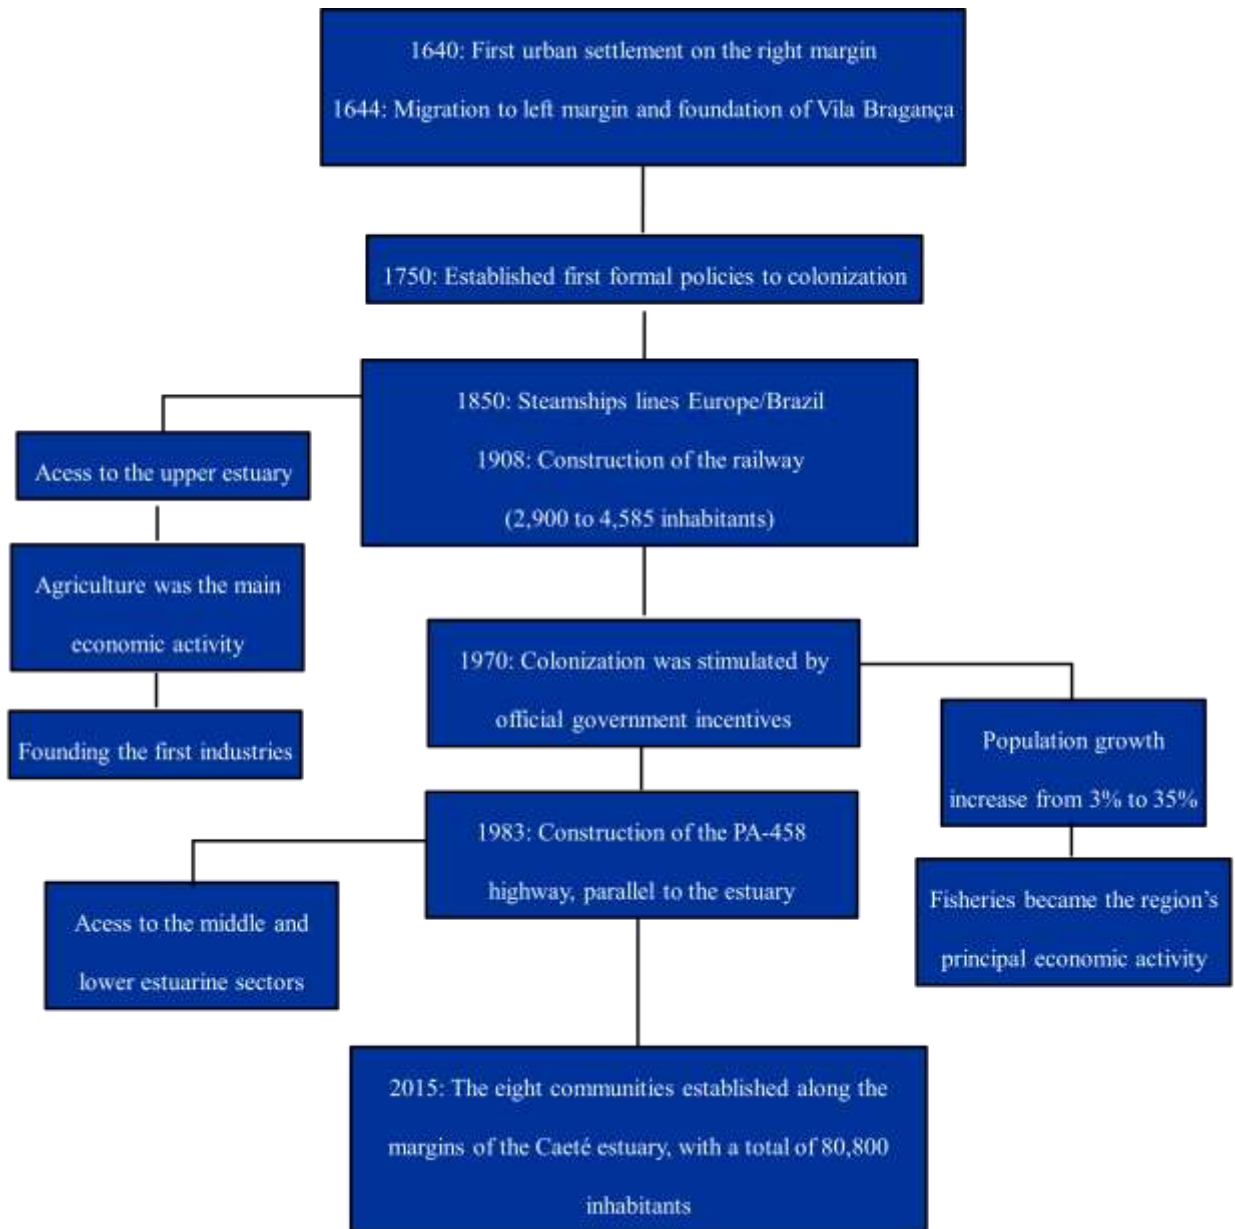 1640: First urban settlement on the right margin
1644: Migration to left margin and foundation of Vila Bragança
1750: Established first formal policies to colonization
1850: Steamships lines Europe/Brazil
1908: Construction of the railway
(2,900 to 4,585 inhabitants)
Acess to the upper estuary
Agriculture was the main
economic activity
Founding the first industries
1970: Colonization was stimulated by
official government incentives
Population growth
increase from 3% to 35%
Fisheries became the region’s
principal economic activity
1983: Construction of the PA-458
highway, parallel to the estuary
Acess to the middle and
lower estuarine sectors
2015: The eight communities established along the
margins of the Caeté estuary, with a total of 80,800
inhabitants